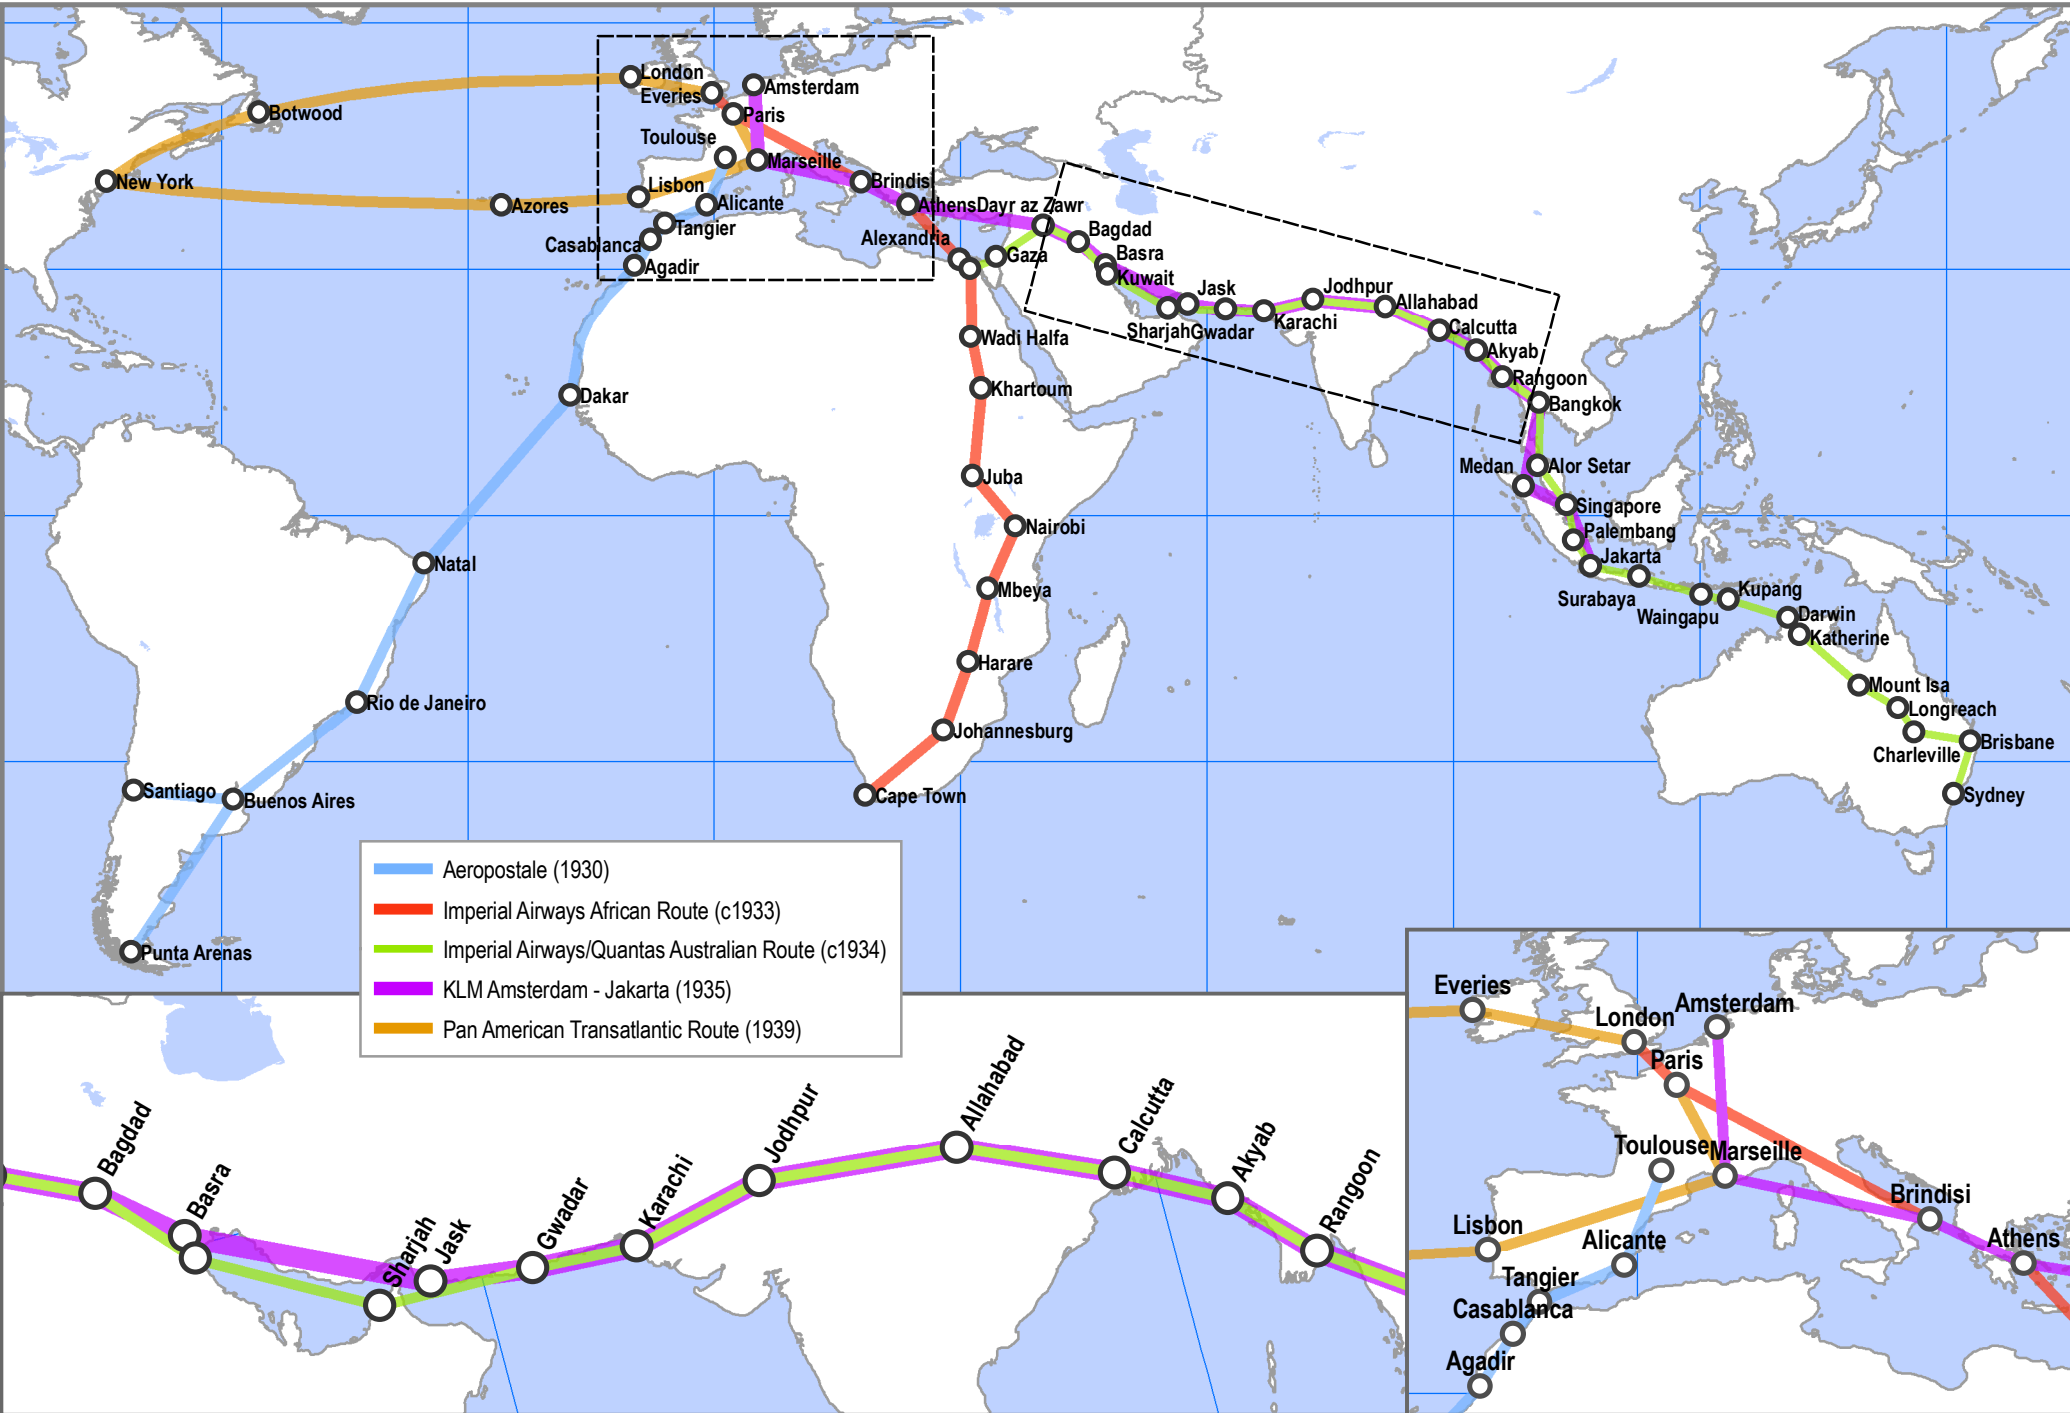 London
Everies
Amsterdam
Botwood
Paris
Toulouse
Marseille
New York
Brindisi
Lisbon
Azores
Alicante
Athens
Dayr az Zawr
Tangier
Bagdad
Casablanca
Alexandria
Basra
Gaza
Agadir
Kuwait
Jask
Jodhpur
Allahabad
Sharjah
Gwadar
Karachi
Calcutta
Wadi Halfa
Akyab
Rangoon
Khartoum
Dakar
Bangkok
Medan
Alor Setar
Juba
Singapore
Nairobi
Palembang
Natal
Jakarta
Mbeya
Surabaya
Kupang
Waingapu
Darwin
Katherine
Harare
Mount Isa
Rio de Janeiro
Longreach
Johannesburg
Brisbane
Charleville
Santiago
Buenos Aires
Cape Town
Sydney
Punta Arenas
Aeropostale (1930)
Imperial Airways African Route (c1933)
Imperial Airways/Quantas Australian Route (c1934)
KLM Amsterdam - Jakarta (1935)
Pan American Transatlantic Route (1939)
Bagdad
Basra
Sharjah
Jask
Gwadar
Karachi
Jodhpur
Allahabad
Calcutta
Akyab
Rangoon
Everies
Amsterdam
London
Paris
Toulouse
Marseille
Brindisi
Lisbon
Alicante
Athens
Tangier
Casablanca
Agadir